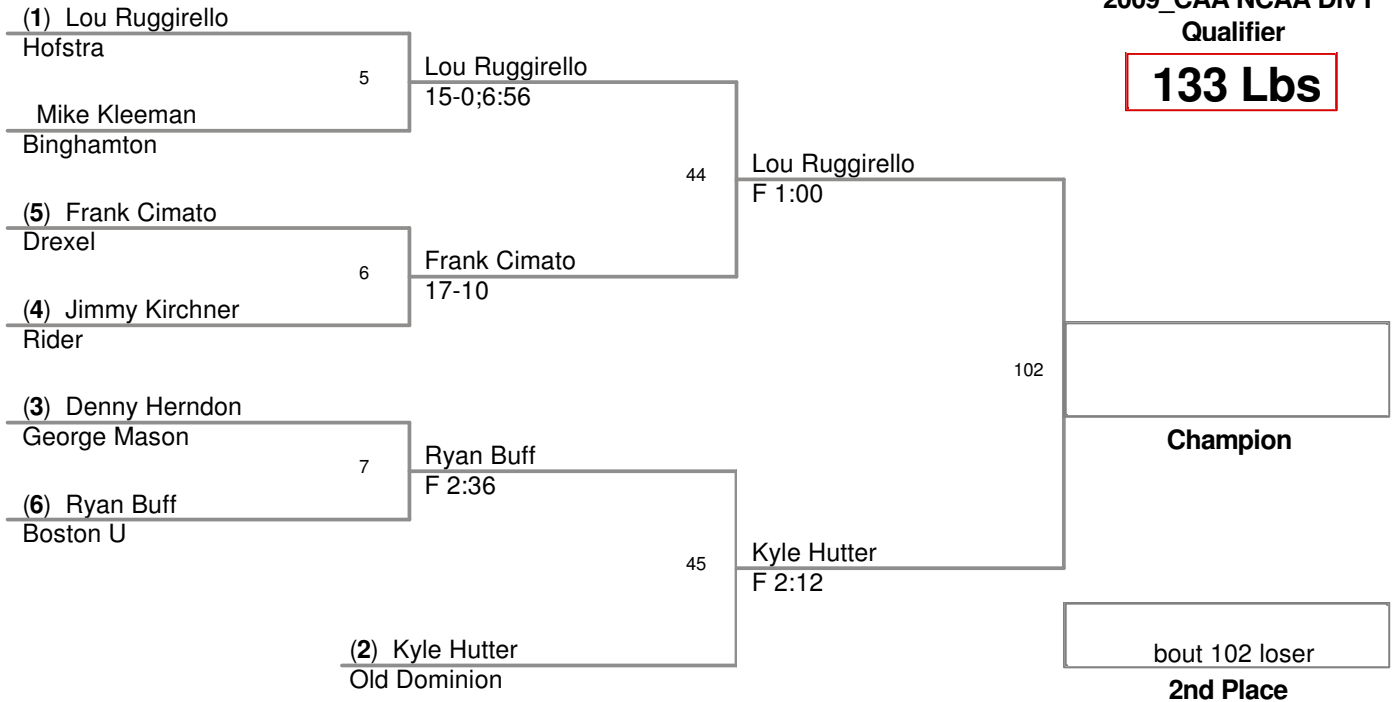 2009_CAA NCAA Div I
Qualifier
133 Lbs
(1) Lou Ruggirello
Hofstra
5
Mike Kleeman
Binghamton
Lou Ruggirello
15-0;6:56
(5) Frank Cimato
Drexel
6
(4) Jimmy Kirchner
Rider
Frank Cimato
17-10
44
Lou Ruggirello
F 1:00
(3) Denny Herndon
George Mason
7
(6) Ryan Buff
Boston U
Ryan Buff
F 2:36
45
(2) Kyle Hutter
Old Dominion
Kyle Hutter
F 2:12
102
Champion
bout 102 loser
2nd Place